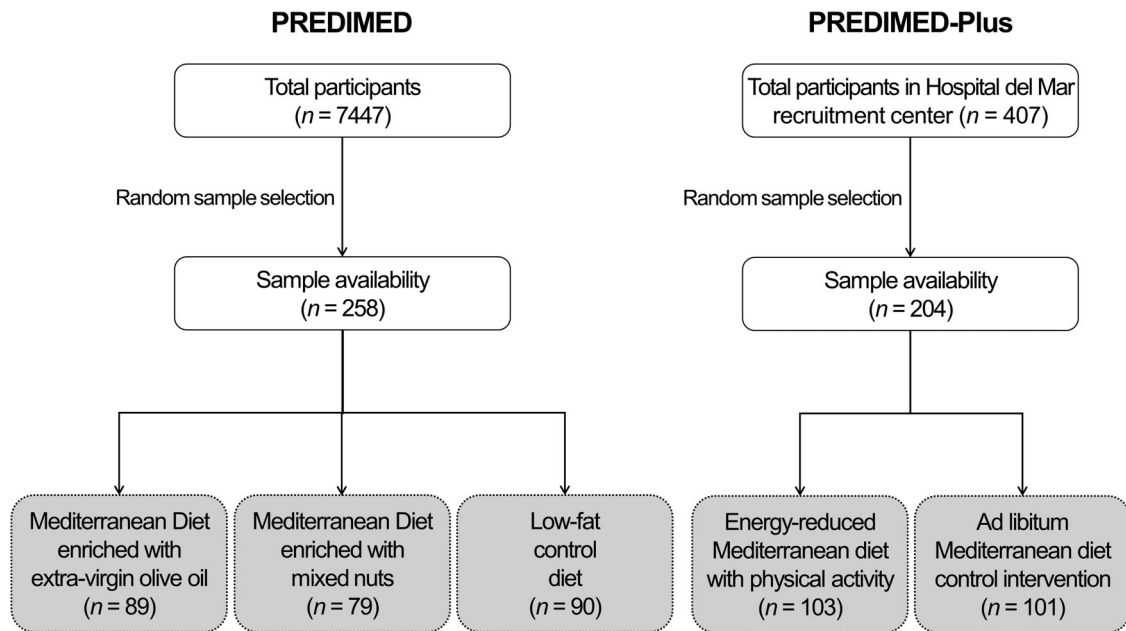 PREDIMED
Total participants
(n = 7447)
Random sample selection
Sample availability
(n = 258)
Mediterranean Diet
enriched with
extra-virgin olive oil
(n = 89)
Mediterranean Diet
enriched with
mixed nuts
(n = 79)
Low-fat
control
diet
(n = 90)
PREDIMED-Plus
Total participants in Hospital del Mar
recruitment center (n = 407)
Random sample selection
Sample availability
(n = 204)
Energy-reduced
Mediterranean diet
with physical activity
(n = 103)
Ad libitum
Mediterranean diet
control intervention
(n = 101)